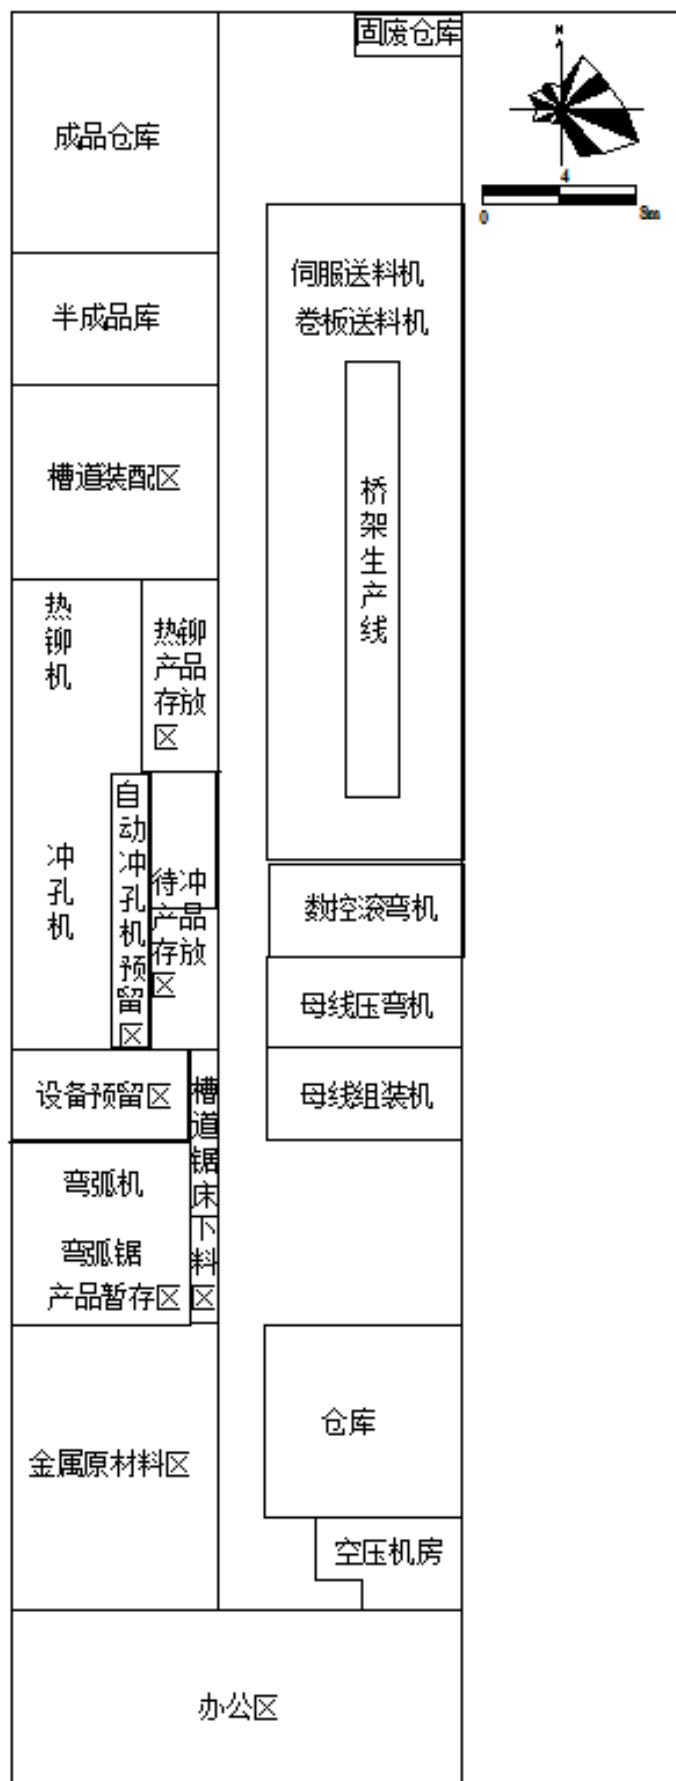 固废仓库
N
4
0
8m
成品仓库
伺服送料机
卷板送料机
半成品库
槽道装配区
桥架生产线
热铆机
热铆产品存放区
自动冲孔机预留区
冲孔机
待冲产品存放区
数控滚弯机
母线压弯机
设备预留区
槽道锯床下料区
母线组装机
弯弧机
弯弧锯
产品暂存区
仓库
金属原材料区
空压机房
办公区